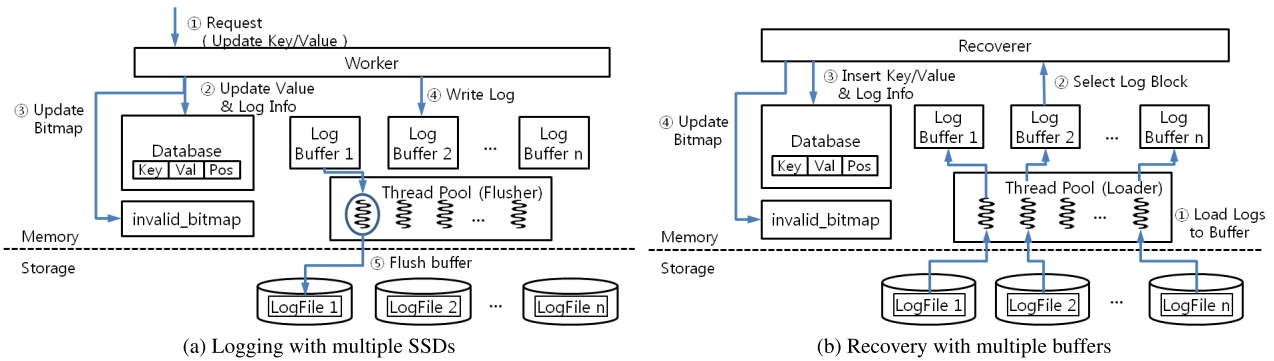 ① Request
( Update Key/Value )
Worker
② Update Value
& Log Info
③ Update
Bitmap
④ Write Log
Database
Key Val Pos
Log
Buffer 1
Log
Buffer 2
...
Log
Buffer n
Thread Pool (Flusher)
...
invalid_bitmap
Memory
Storage
⑤ Flush buffer
LogFile 1
LogFile 2
...
LogFile n
(a) Logging with multiple SSDs
Recoverer
③ Insert Key/Value
& Log Info
② Select Log Block
④ Update
Bitmap
Database
Key Val Pos
Log
Buffer 1
Log
Buffer 2
...
Log
Buffer n
Thread Pool (Loader)
...
① Load Logs
to Buffer
invalid_bitmap
Memory
Storage
LogFile 1
LogFile 2
...
LogFile n
(b) Recovery with multiple buffers